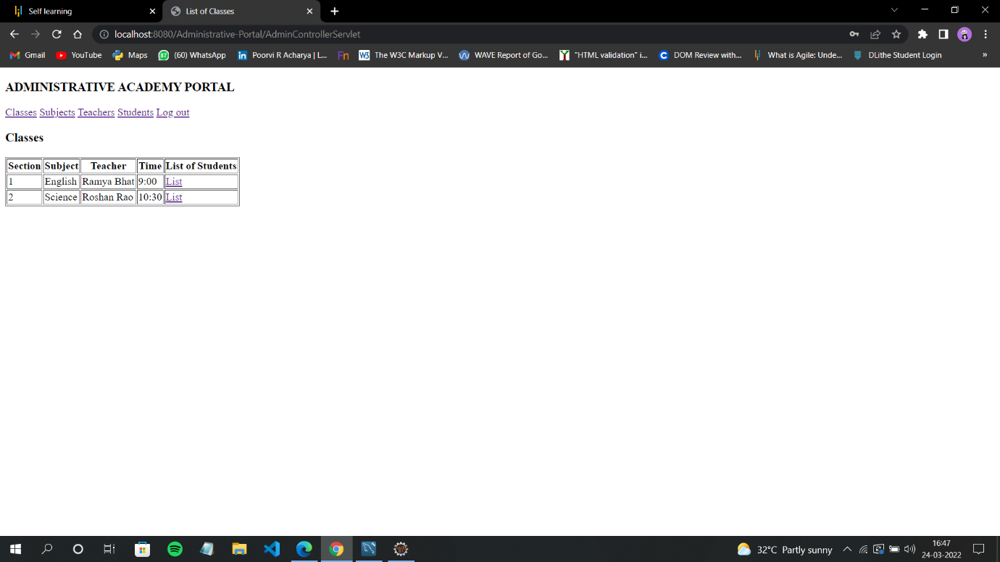 Self learning
List of Classes
localhost:8080/Administrative-Portal/AdminControllerServlet
Gmail YouTube Maps (60) WhatsApp Poorvi R Acharya | L... Fn W3 The W3C Markup V... WAVE Report of Go... "HTML validation" i... DOM Review with... What is Agile: Unde... DLithe Student Login »
ADMINISTRATIVE ACADEMY PORTAL
Classes Subjects Teachers Students Log out
Classes
Section Subject Teacher Time List of Students
1 English Ramya Bhat 9:00 List
2 Science Roshan Rao 10:30 List
32°C Partly sunny
16:47
24-03-2022